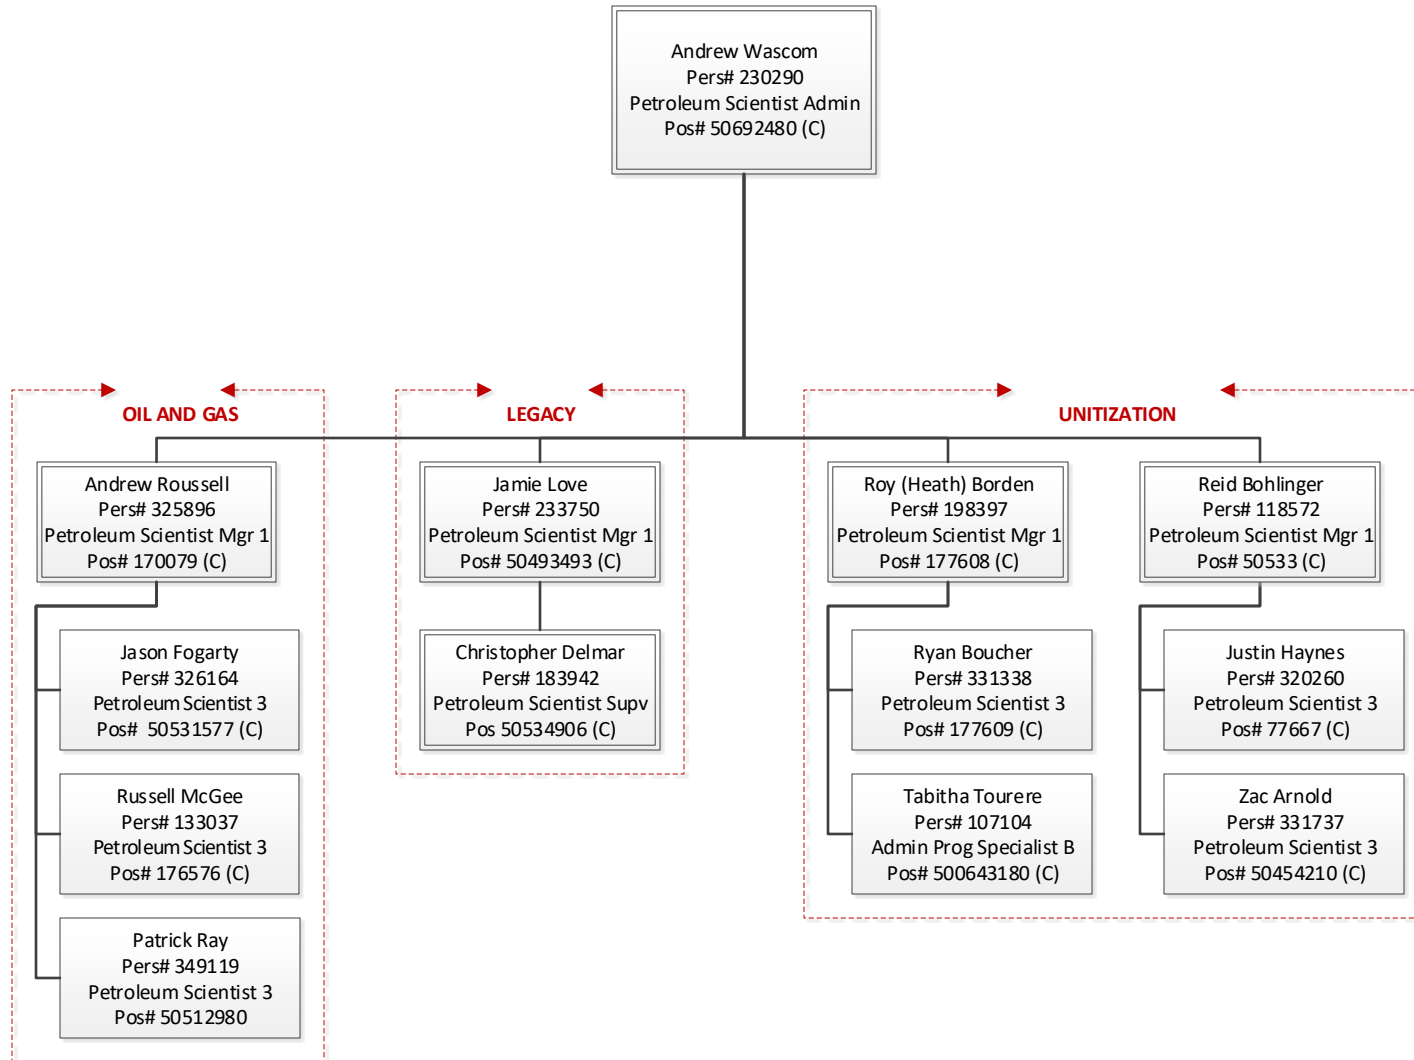 Andrew Wascom
Pers# 230290
Petroleum Scientist Admin
Pos# 50692480 (C)
OIL AND GAS
Andrew Roussell
Pers# 325896
Petroleum Scientist Mgr 1
Pos# 170079 (C)
Jason Fogarty
Pers# 326164
Petroleum Scientist 3
Pos# 50531577 (C)
Russell McGee
Pers# 133037
Petroleum Scientist 3
Pos# 176576 (C)
Patrick Ray
Pers# 349119
Petroleum Scientist 3
Pos# 50512980
LEGACY
Jamie Love
Pers# 233750
Petroleum Scientist Mgr 1
Pos# 50493493 (C)
Christopher Delmar
Pers# 183942
Petroleum Scientist Supv
Pos 50534906 (C)
UNITIZATION
Roy (Heath) Borden
Pers# 198397
Petroleum Scientist Mgr 1
Pos# 177608 (C)
Ryan Boucher
Pers# 331338
Petroleum Scientist 3
Pos# 177609 (C)
Tabitha Tourere
Pers# 107104
Admin Prog Specialist B
Pos# 500643180 (C)
Reid Bohlinger
Pers# 118572
Petroleum Scientist Mgr 1
Pos# 50533 (C)
Justin Haynes
Pers# 320260
Petroleum Scientist 3
Pos# 77667 (C)
Zac Arnold
Pers# 331737
Petroleum Scientist 3
Pos# 50454210 (C)